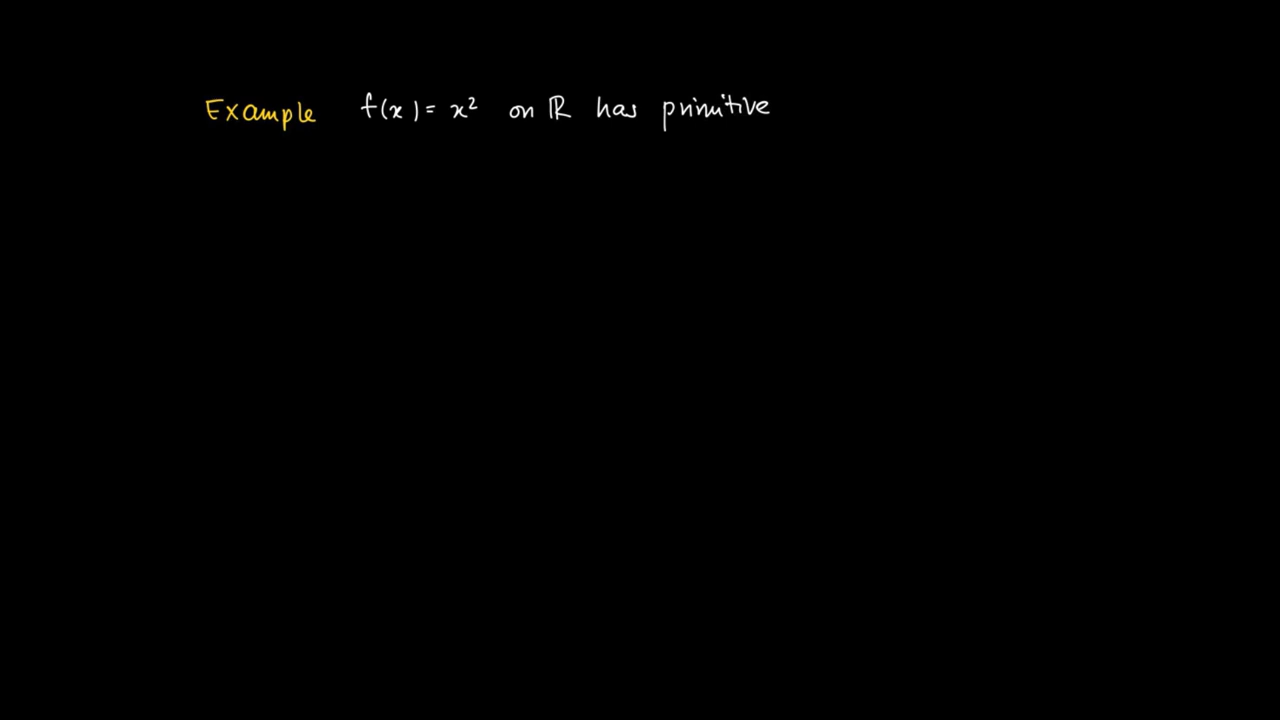 Example f(x) = x² on ℝ has primitive